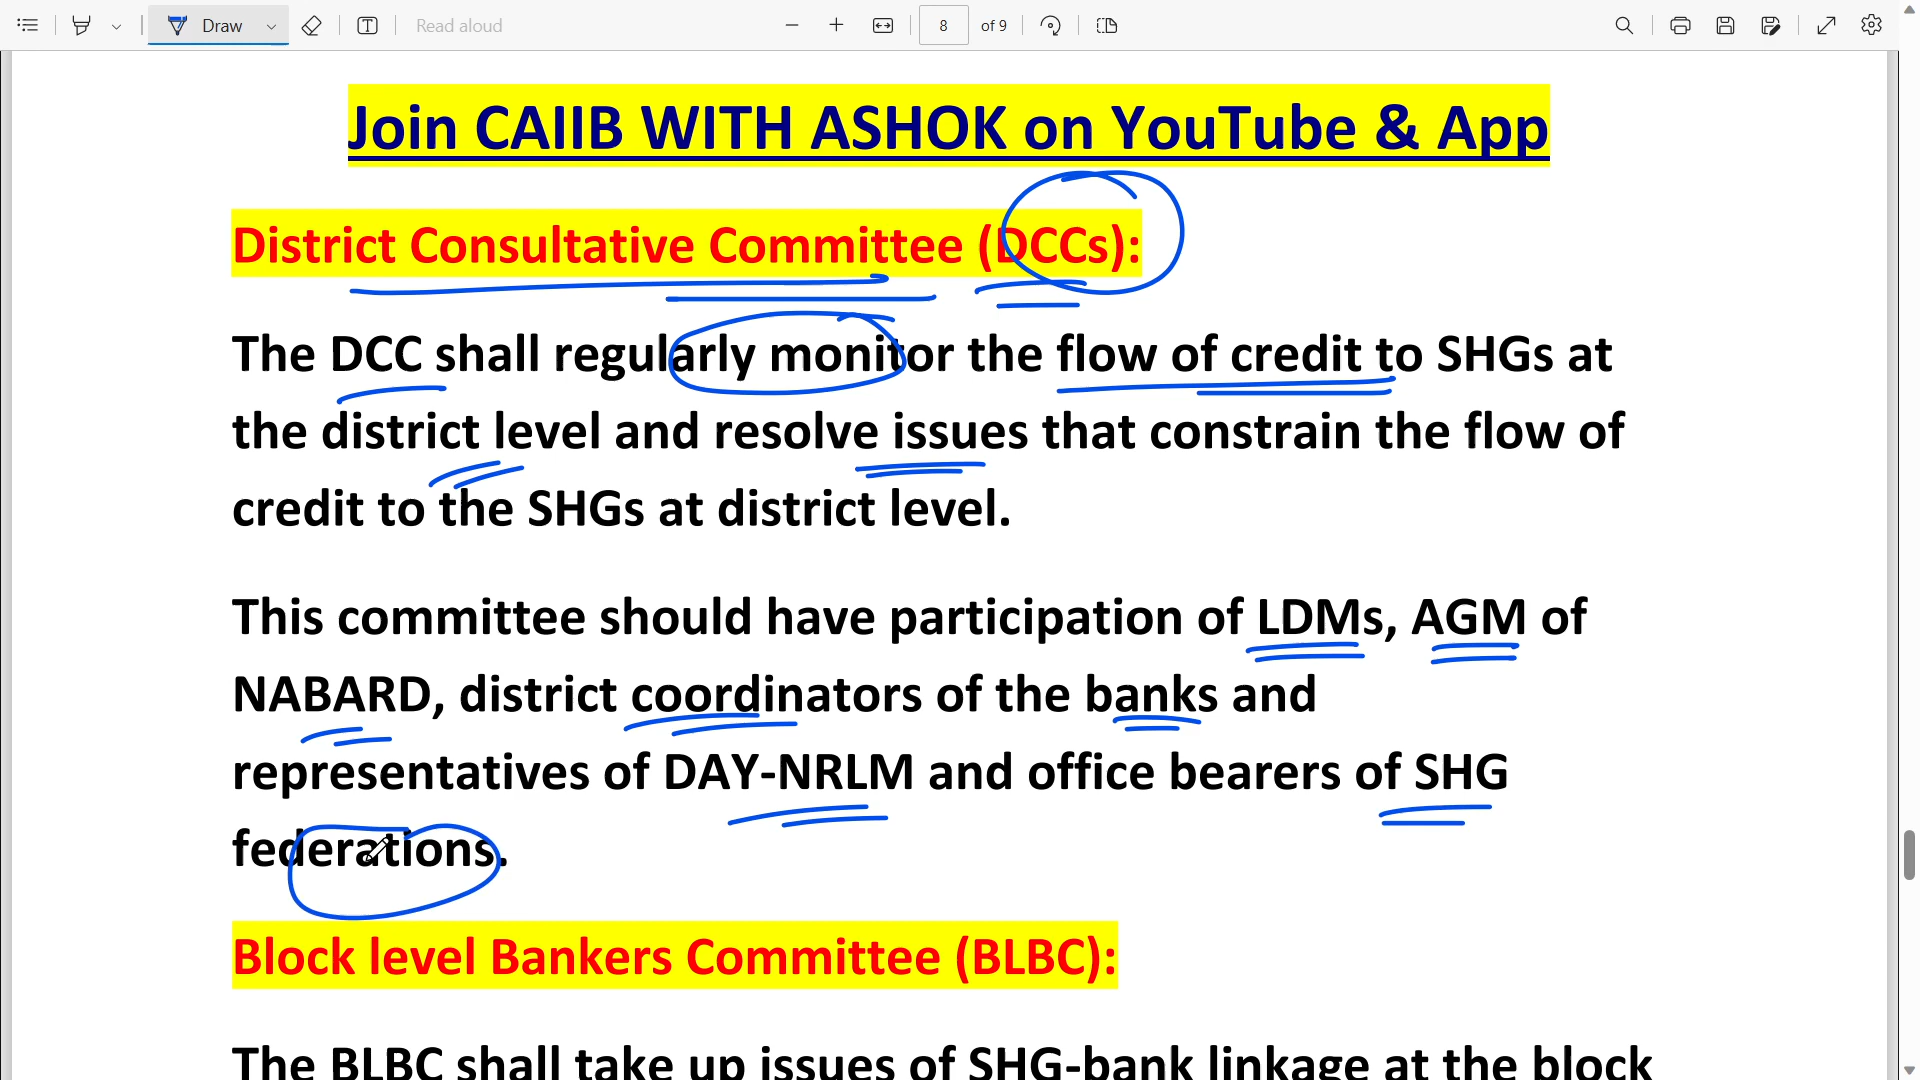 Draw
Read aloud
8 of 9
Join CAIIB WITH ASHOK on YouTube & App
District Consultative Committee (DCCs):
The DCC shall regularly monitor the flow of credit to SHGs at
the district level and resolve issues that constrain the flow of
credit to the SHGs at district level.
This committee should have participation of LDMs, AGM of
NABARD, district coordinators of the banks and
representatives of DAY-NRLM and office bearers of SHG
federations.
Block level Bankers Committee (BLBC):
The BLBC shall take up issues of SHG-bank linkage at the block